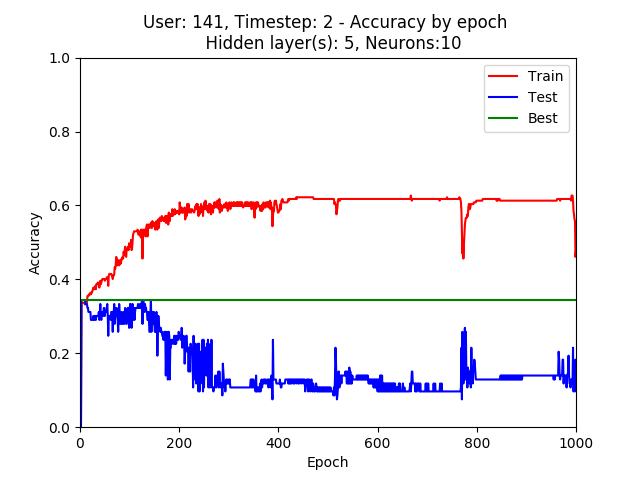 User: 141, Timestep: 2 - Accuracy by epoch
Hidden layer(s): 5, Neurons:10
1.0
0.8
0.6
0.4
0.2
0.0
Accuracy
Train
Test
Best
0 200 400 600 800 1000
Epoch